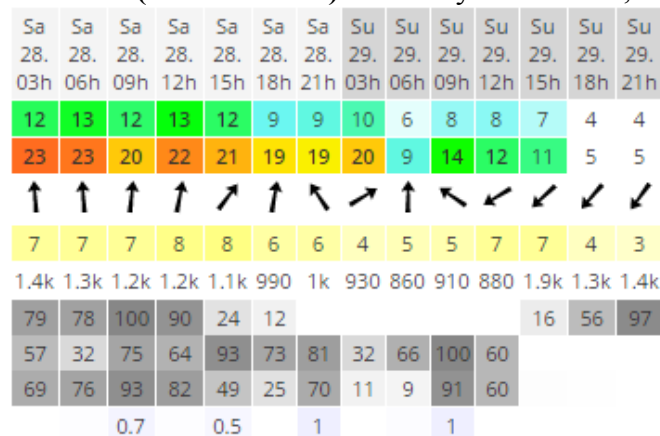 Sa Sa Sa Sa Sa Sa Sa Su Su Su Su Su Su Su
28. 28. 28. 28. 28. 28. 28. 29. 29. 29. 29. 29. 29. 29.
03h 06h 09h 12h 15h 18h 21h 03h 06h 09h 12h 15h 18h 21h
12 13 12 13 12 9 9 10 6 8 8 7 4 4
23 23 20 22 21 19 19 20 9 14 12 11 5 5
7 7 7 8 8 6 6 4 5 5 7 7 4 3
1.4k 1.3k 1.2k 1.2k 1.1k 990 1k 930 860 910 880 1.9k 1.3k 1.4k
79 78 100 90 24 12 16 56 97
57 32 75 64 93 73 81 32 66 100 60
69 76 93 82 49 25 70 11 9 91 60
0.7 0.5 1 1